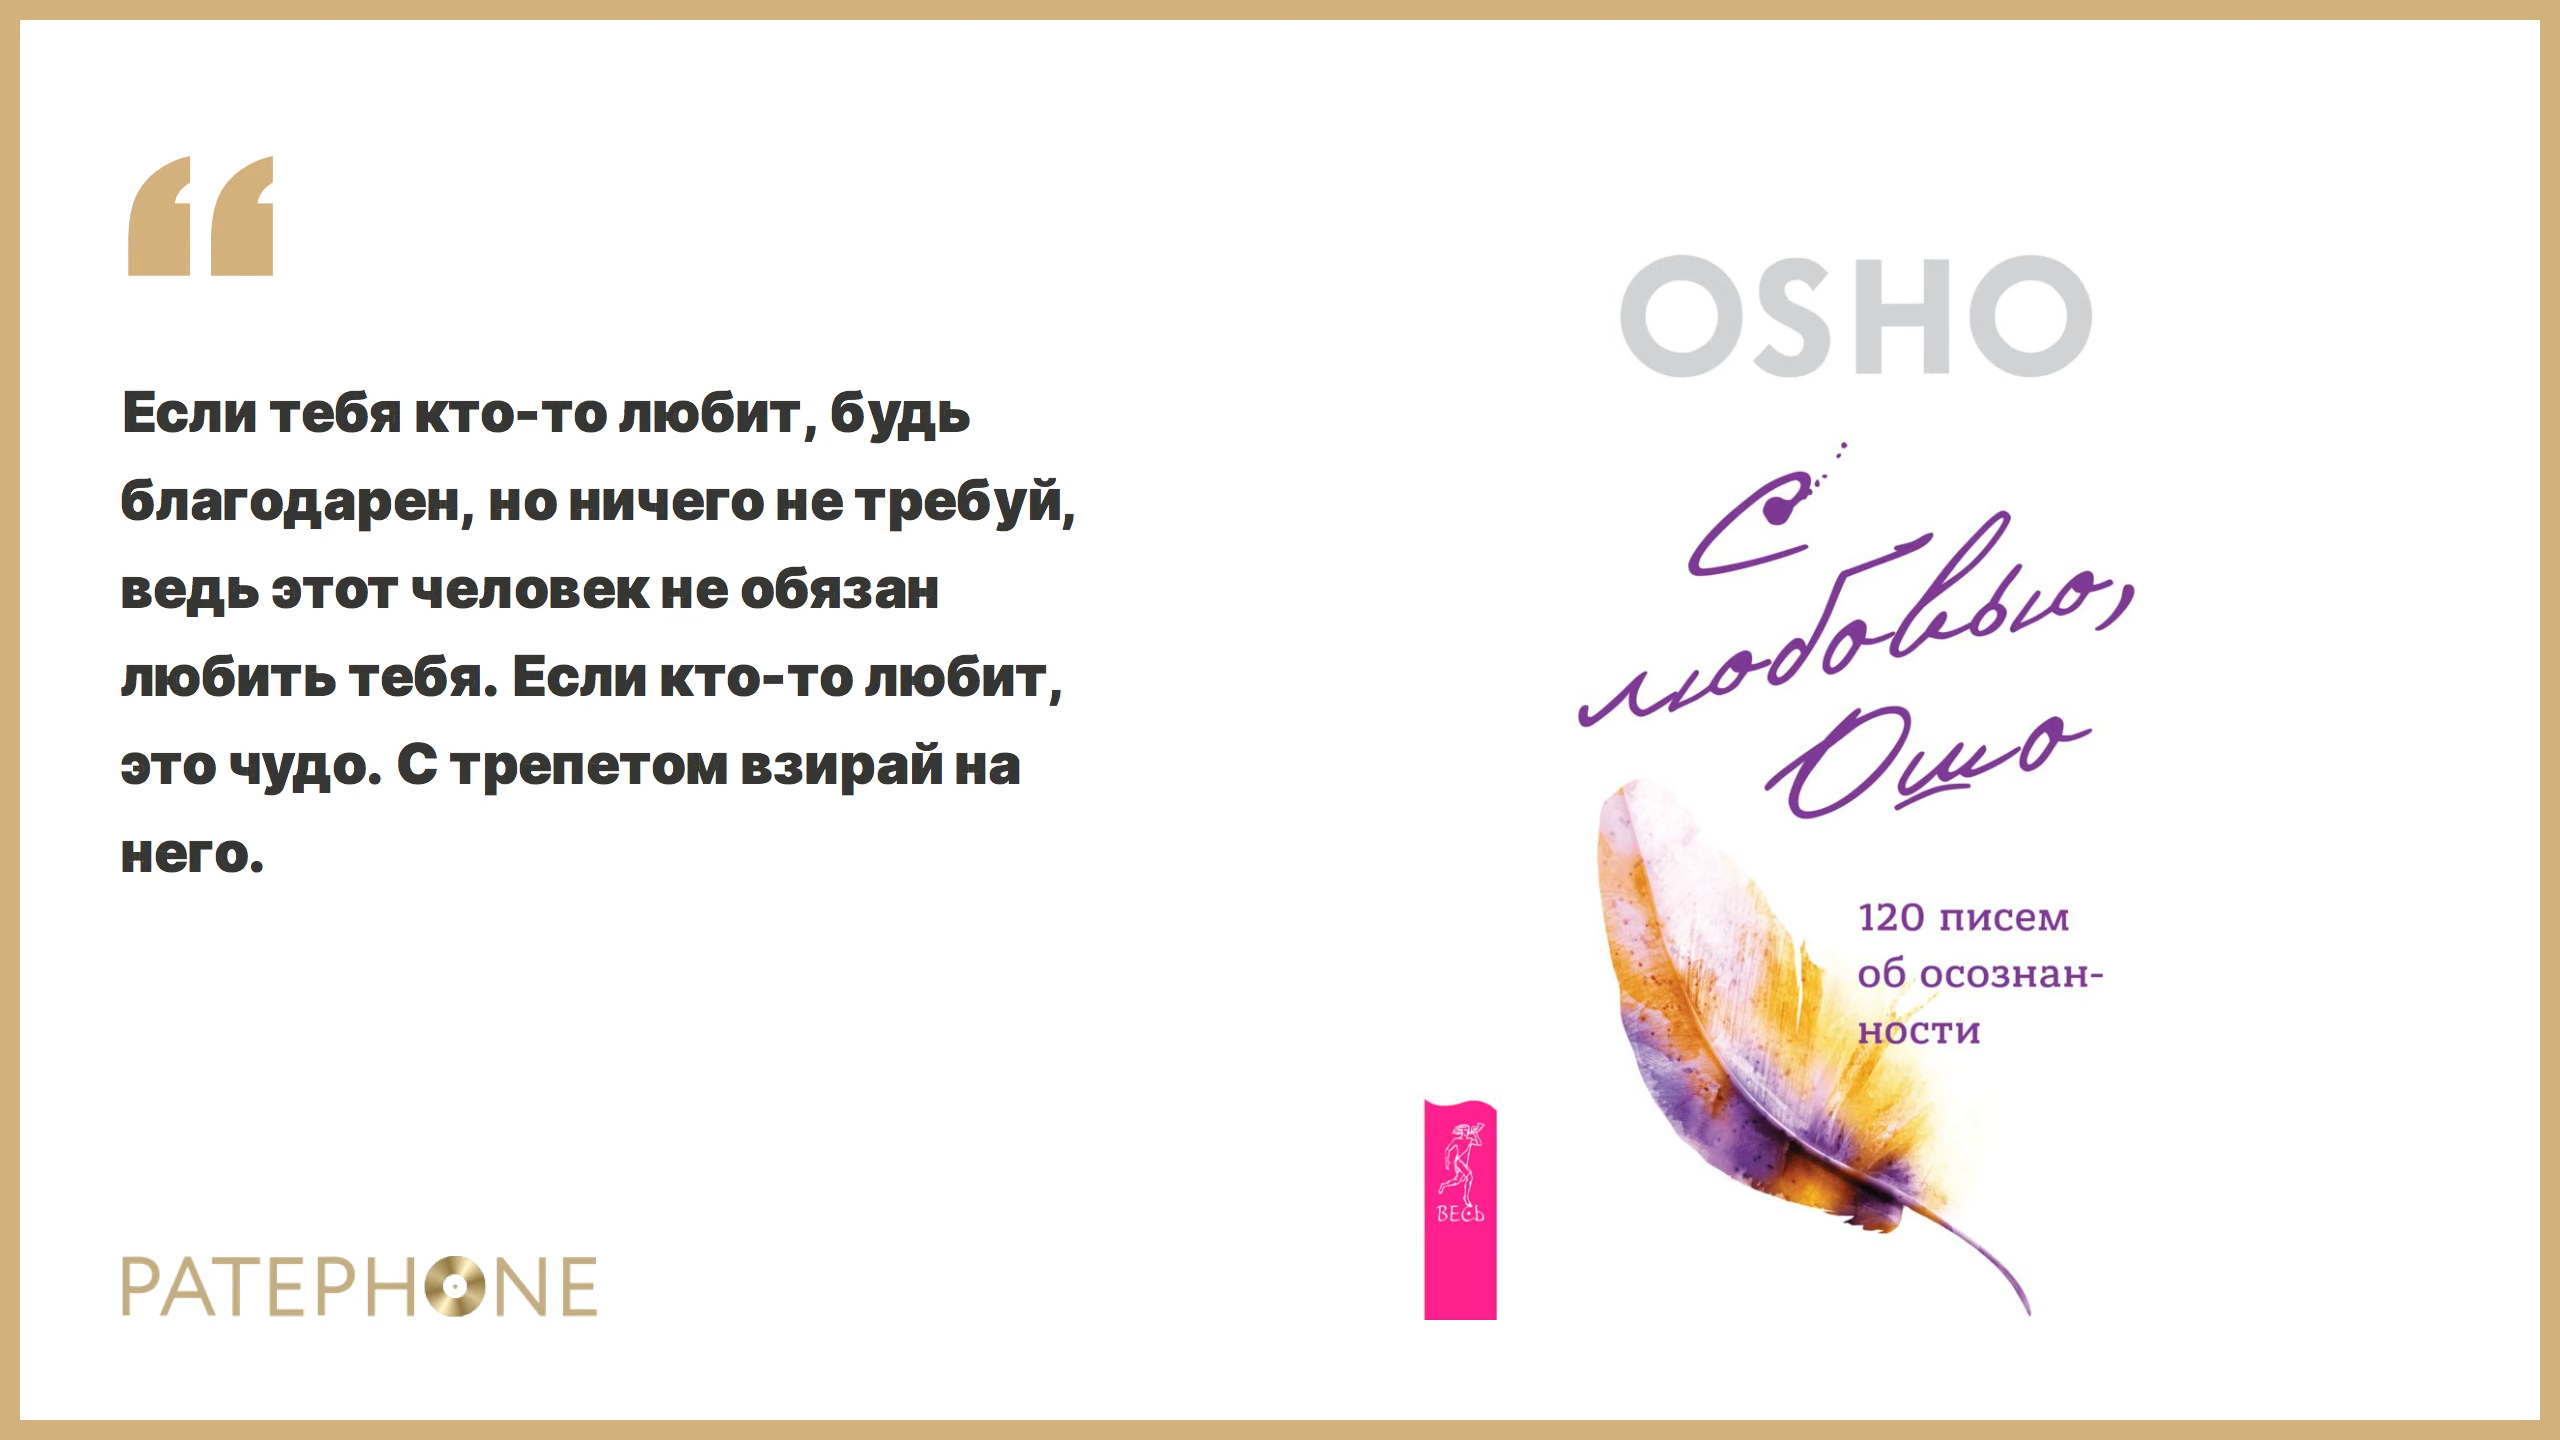 Если тебя кто-то любит, будь
благодарен, но ничего не требуй,
ведь этот человек не обязан
любить тебя. Если кто-то любит,
это чудо. С трепетом взирай на
него.
PATEPHONE
OSHO
С
любовью,
Ошо
120 писем
об осознан-
ности
ВЕСЬ